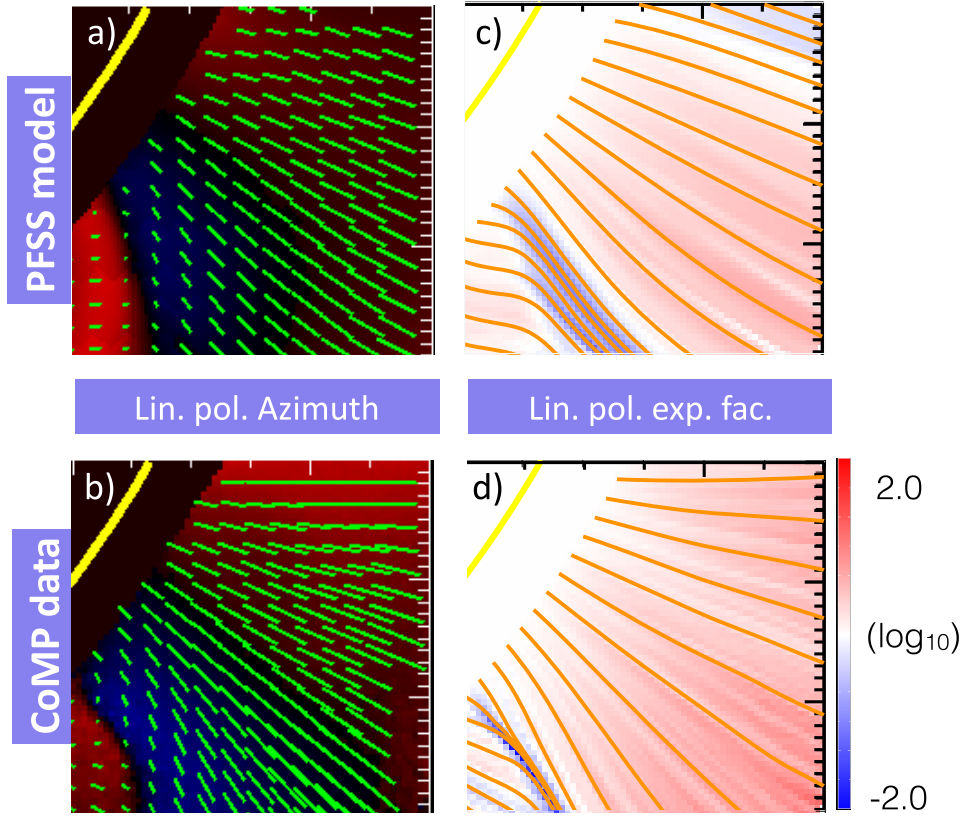 a)
c)
PFSS model
Lin. pol. Azimuth
Lin. pol. exp. fac.
b)
d)
CoMP data
2.0
(log₁₀)
-2.0